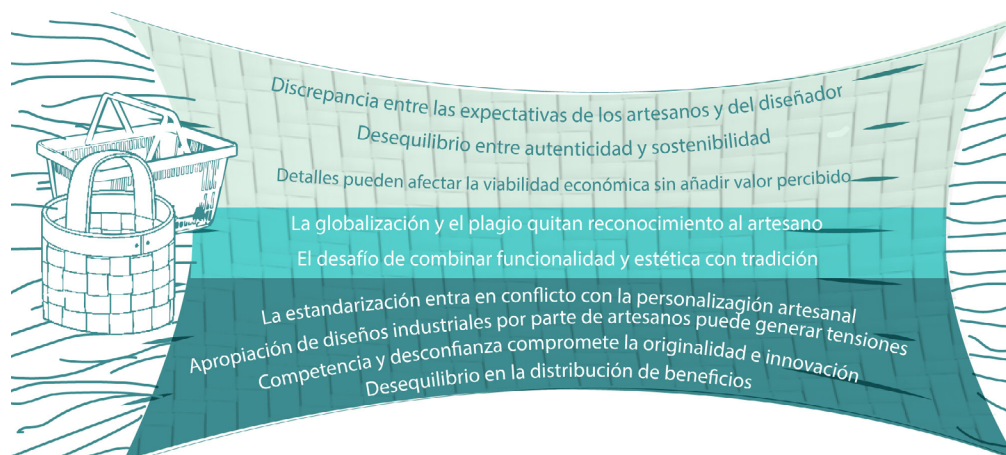 Discrepancia entre las expectativas de los artesanos y del diseñador
Desequilibrio entre autenticidad y sostenibilidad
Detalles pueden afectar la viabilidad económica sin añadir valor percibido
La globalización y el plagio quitan reconocimiento al artesano
El desafío de combinar funcionalidad y estética con tradición
La estandarización entra en conflicto con la personalizagión artesanal
Apropiación de diseños industriales por parte de artesanos puede generar tensiones
Competencia y desconfianza compromete la originalidad e innovación
Desequilibrio en la distribución de beneficios